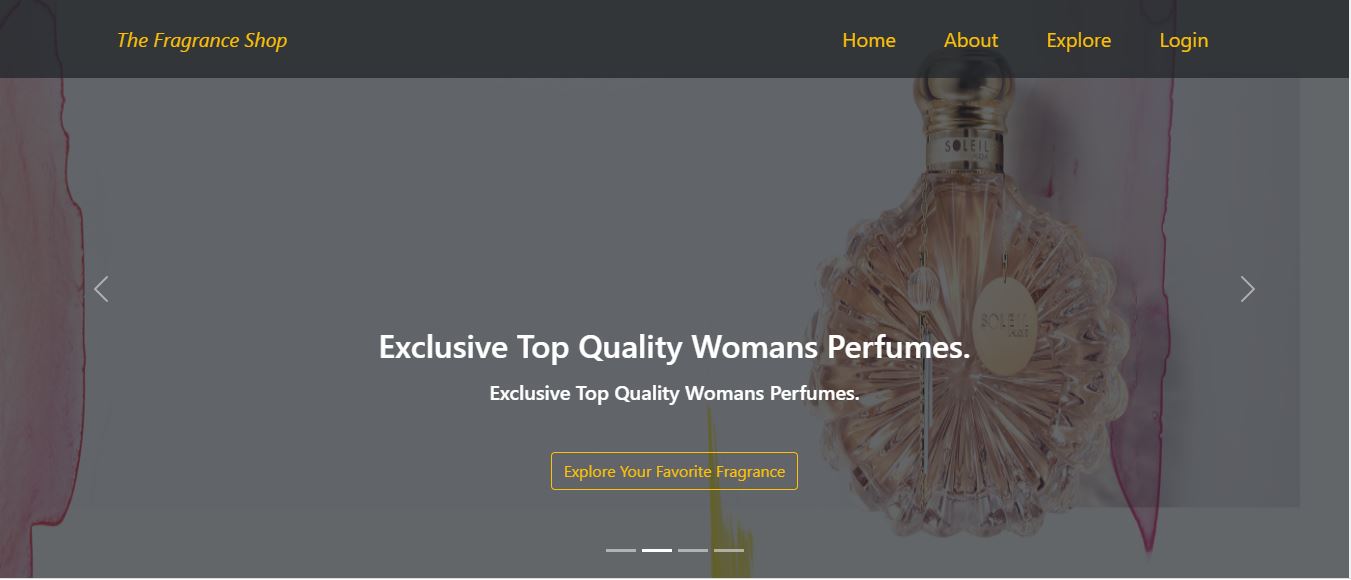 The Fragrance Shop
Home About Explore Login
SOLEIL
SOLEIL
Exclusive Top Quality Womans Perfumes.
Exclusive Top Quality Womans Perfumes.
Explore Your Favorite Fragrance